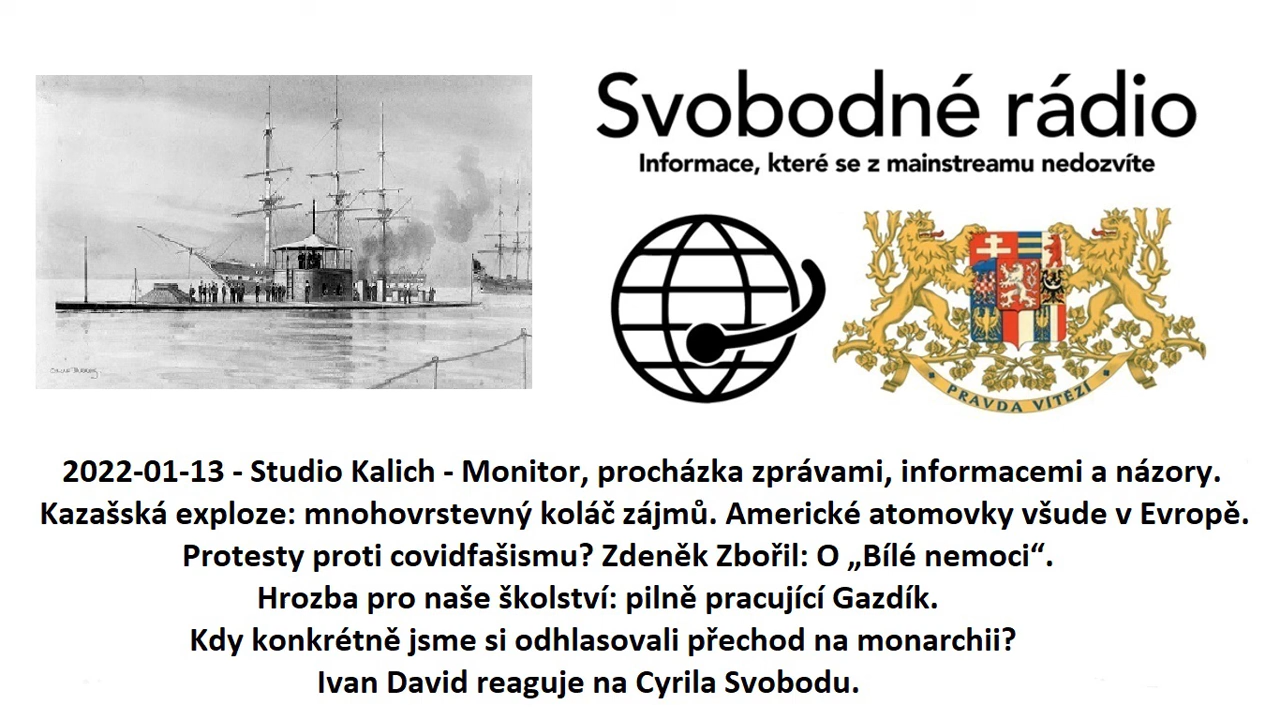 Svobodné rádio
Informace, které se z mainstreamu nedozvíte
PRAVDA VÍTĚZÍ
2022-01-13 - Studio Kalich - Monitor, procházka zprávami, informacemi a názory.
Kazašská exploze: mnohovrstevný koláč zájmů. Americké atomovky všude v Evropě.
Protesty proti covidfašismu? Zdeněk Zbořil: O „Bílé nemoci“.
Hrozba pro naše školství: pilně pracující Gazdík.
Kdy konkrétně jsme si odhlasovali přechod na monarchii?
Ivan David reaguje na Cyrila Svobodu.